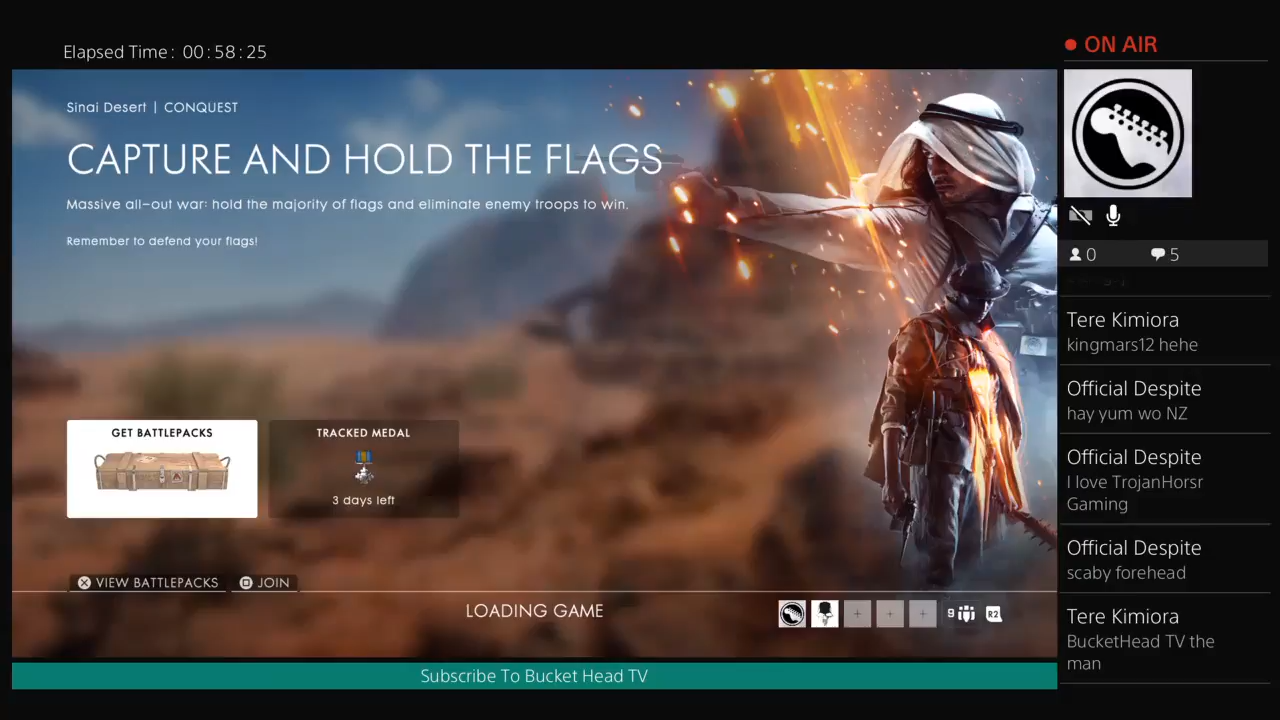 Elapsed Time: 00:58:25
ON AIR
Sinai Desert | CONQUEST
CAPTURE AND HOLD THE FLAGS
Massive all-out war: hold the majority of flags and eliminate enemy troops to win.
Remember to defend your flags!
GET BATTLEPACKS
TRACKED MEDAL
3 days left
VIEW BATTLEPACKS
JOIN
LOADING GAME
9
R2
Subscribe To Bucket Head TV
0
5
Tere Kimiora
kingmars12 hehe
Official Despite
hay yum wo NZ
Official Despite
I love TrojanHorsr
Gaming
Official Despite
scaby forehead
Tere Kimiora
BucketHead TV the
man